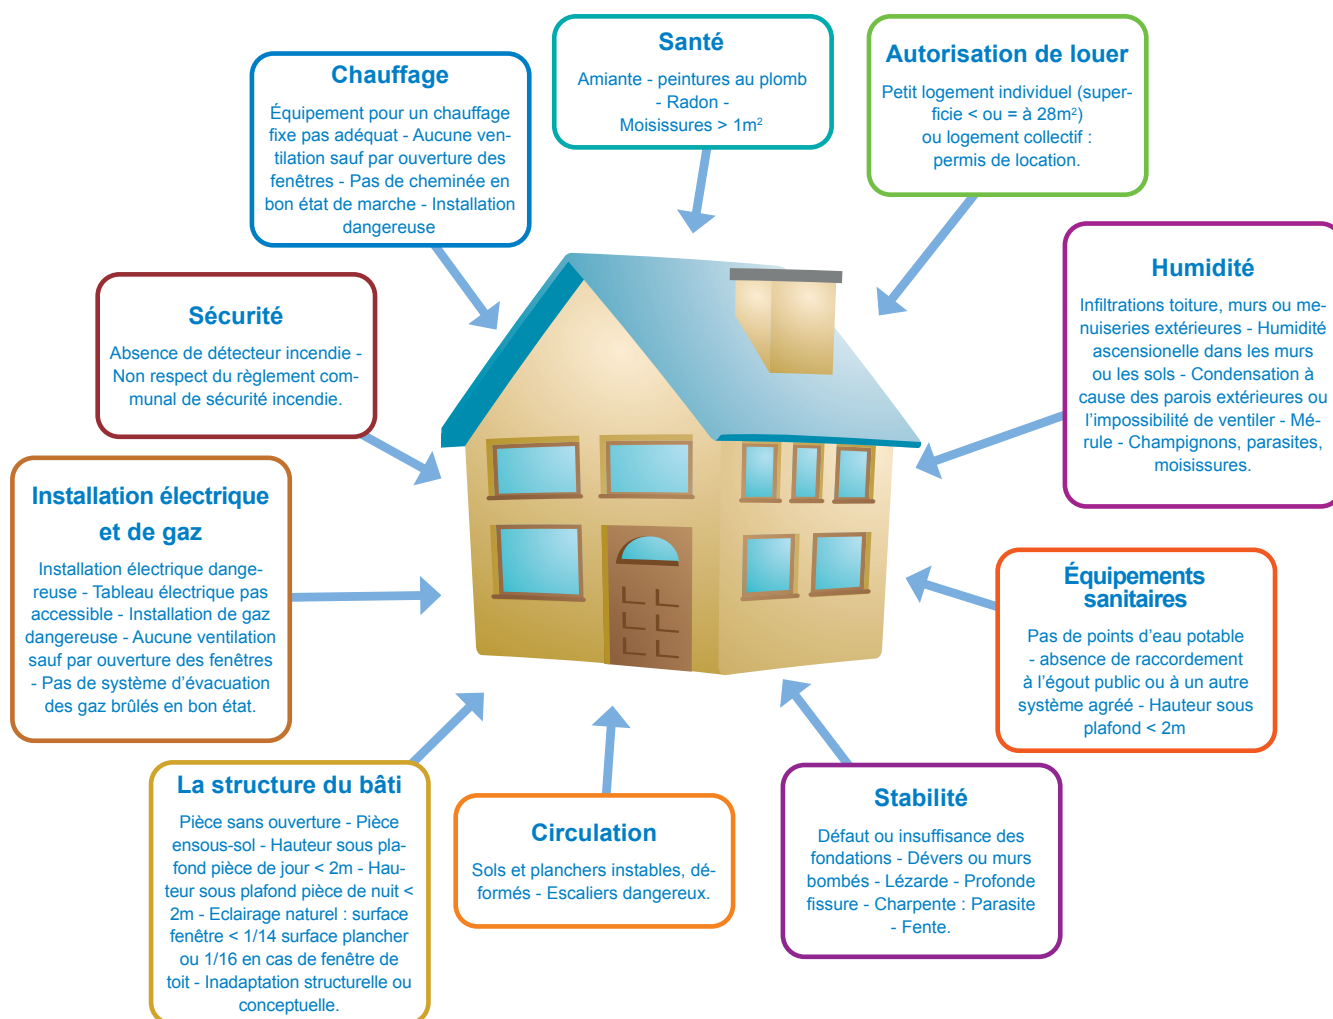 Santé
Amiante - peintures au plomb
- Radon -
Moisissures > 1m²
Autorisation de louer
Petit logement individuel (super-
ficie < ou = à 28m²)
ou logement collectif :
permis de location.
Chauffage
Équipement pour un chauffage
fixe pas adéquat - Aucune ven-
tilation sauf par ouverture des
fenêtres - Pas de cheminée en
bon état de marche - Installation
dangereuse
Humidité
Infiltrations toiture, murs ou me-
nuiseries extérieures - Humidité
ascensionelle dans les murs
ou les sols - Condensation à
cause des parois extérieures ou
l'impossibilité de ventiler - Mé-
rule - Champignons, parasites,
moisissures.
Sécurité
Absence de détecteur incendie -
Non respect du règlement com-
munal de sécurité incendie.
Installation électrique
et de gaz
Installation électrique dange-
reuse - Tableau électrique pas
accessible - Installation de gaz
dangereuse - Aucune ventilation
sauf par ouverture des fenêtres
- Pas de système d'évacuation
des gaz brûlés en bon état.
Équipements
sanitaires
Pas de points d'eau potable
- absence de raccordement
à l'égout public ou à un autre
système agréé - Hauteur sous
plafond < 2m
La structure du bâti
Pièce sans ouverture - Pièce
ensous-sol - Hauteur sous pla-
fond pièce de jour < 2m - Hau-
teur sous plafond pièce de nuit <
2m - Eclairage naturel : surface
fenêtre < 1/14 surface plancher
ou 1/16 en cas de fenêtre de
toit - Inadaptation structurelle ou
conceptuelle.
Circulation
Sols et planchers instables, dé-
formés - Escaliers dangereux.
Stabilité
Défaut ou insuffisance des
fondations - Dévers ou murs
bombés - Lézarde - Profonde
fissure - Charpente : Parasite
- Fente.